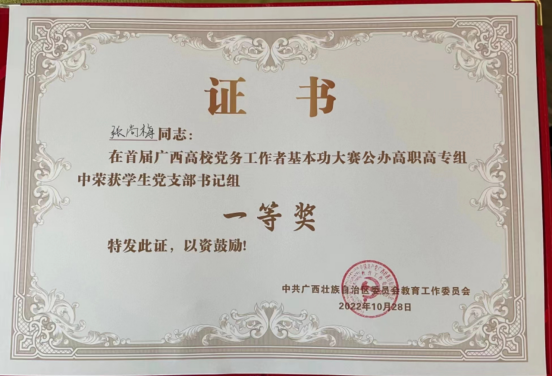 证书
张尚梅同志：
在首届广西高校党务工作者基本功大赛公办高职高专组
中荣获学生党支部书记组
一等奖
特发此证，以资鼓励！
中共广西壮族自治区委员会教育工作委员会
2022年10月28日